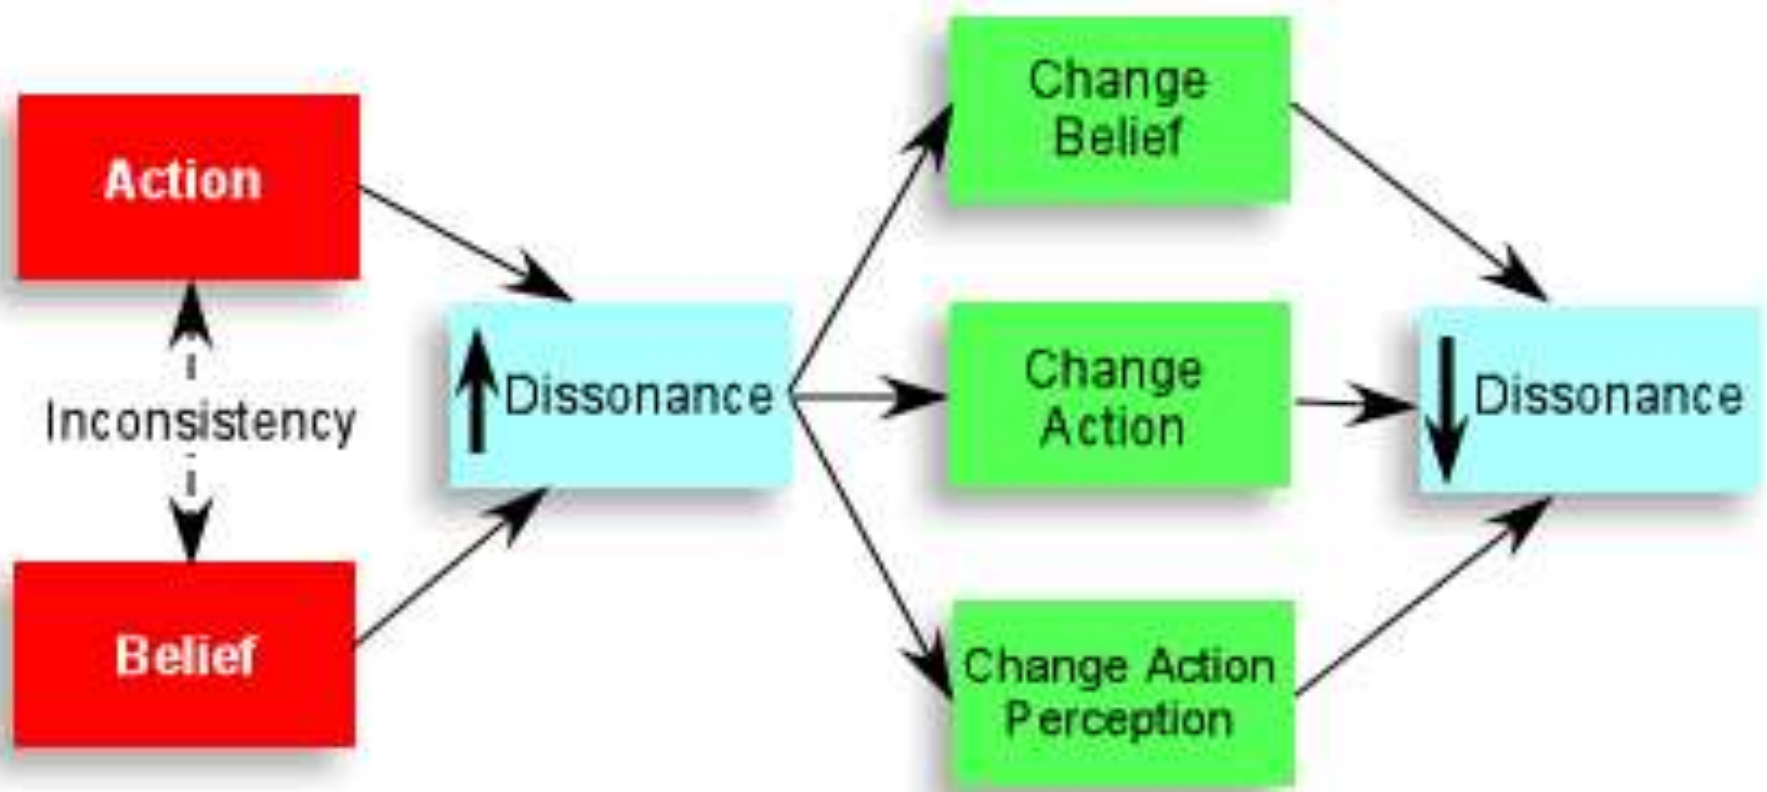 Action
Inconsistency
Belief
Dissonance
Change
Belief
Change
Action
Change Action
Perception
Dissonance